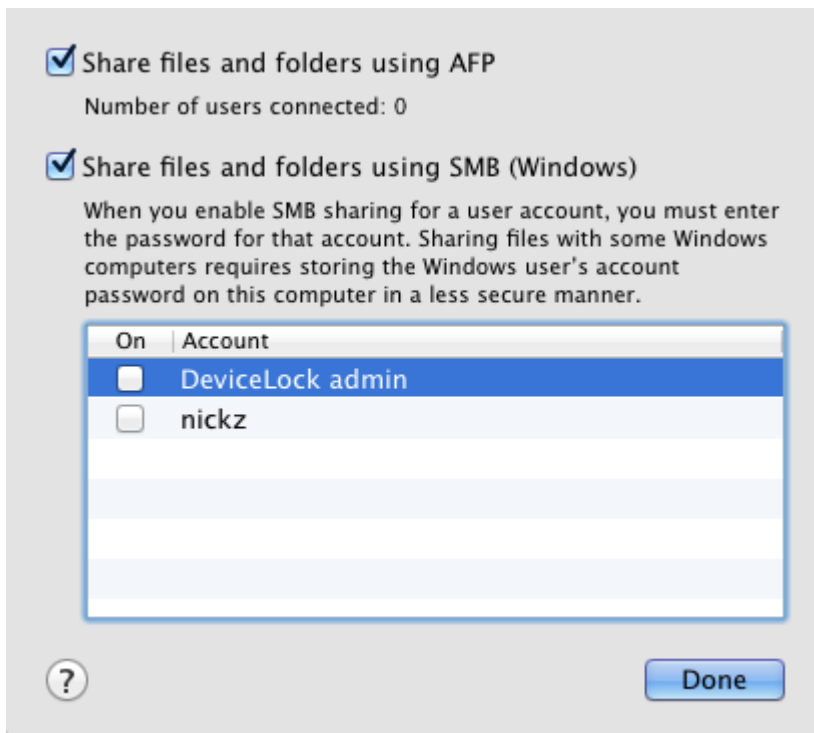 Share files and folders using AFP
Number of users connected: 0
Share files and folders using SMB (Windows)
When you enable SMB sharing for a user account, you must enter
the password for that account. Sharing files with some Windows
computers requires storing the Windows user's account
password on this computer in a less secure manner.
On Account
DeviceLock admin
nickz
? Done